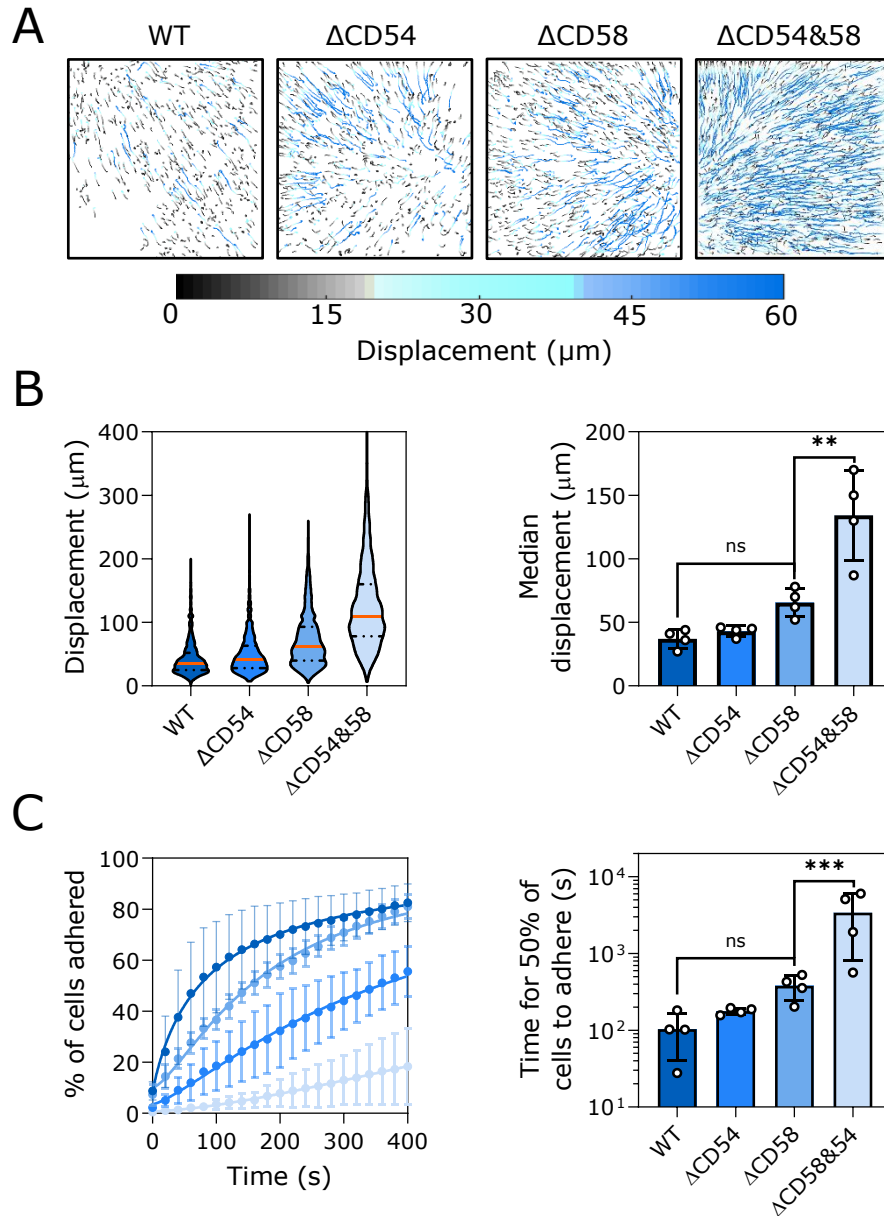 A
WT
ΔCD54
ΔCD58
ΔCD54&58
0
15
30
45
60
Displacement (µm)
B
400
300
200
100
0
Displacement (µm)
WT
ΔCD54
ΔCD58
ΔCD54&58
200
150
100
50
0
Median
displacement (µm)
ns
**
WT
ΔCD54
ΔCD58
ΔCD54&58
C
100
80
60
40
20
0
% of cells adhered
0
100
200
300
400
Time (s)
10⁴
10³
10²
10¹
Time for 50% of
cells to adhere (s)
ns
***
WT
ΔCD54
ΔCD58
ΔCD58&54